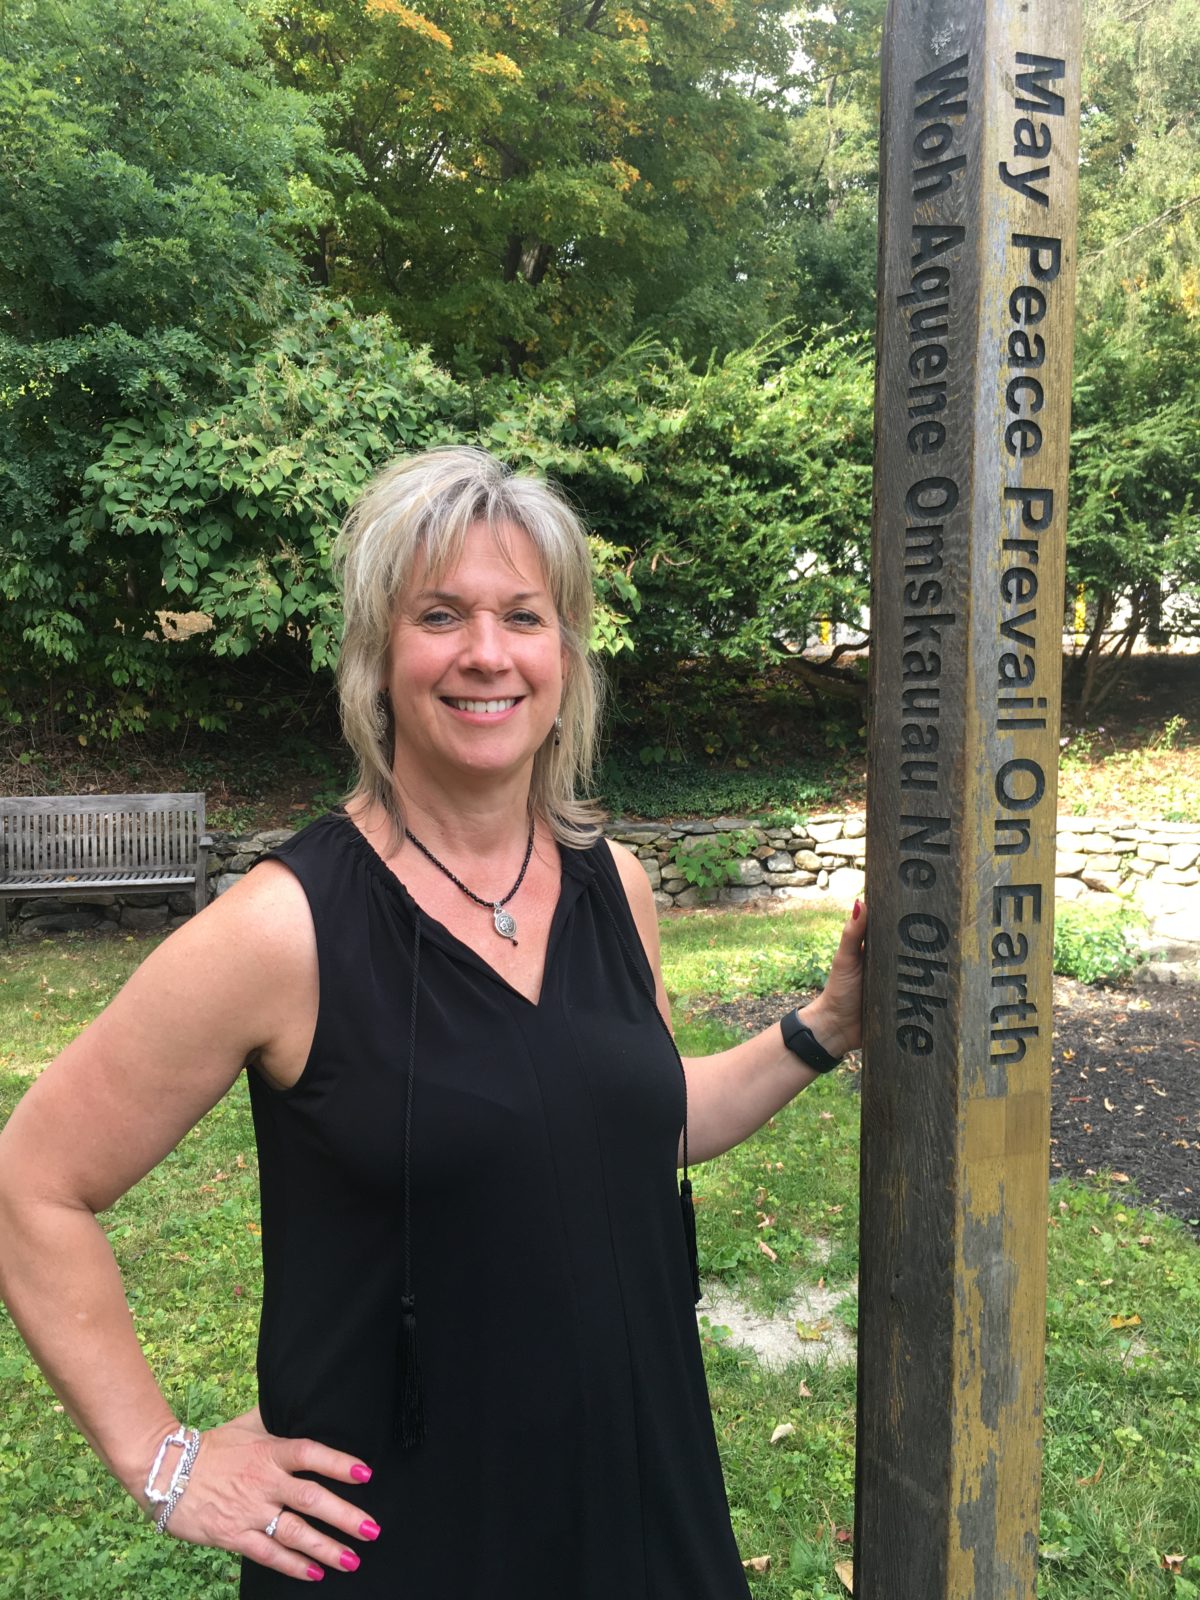 May Peace Prevail On Earth
Woh Aquene Omskauau Ne Ohke